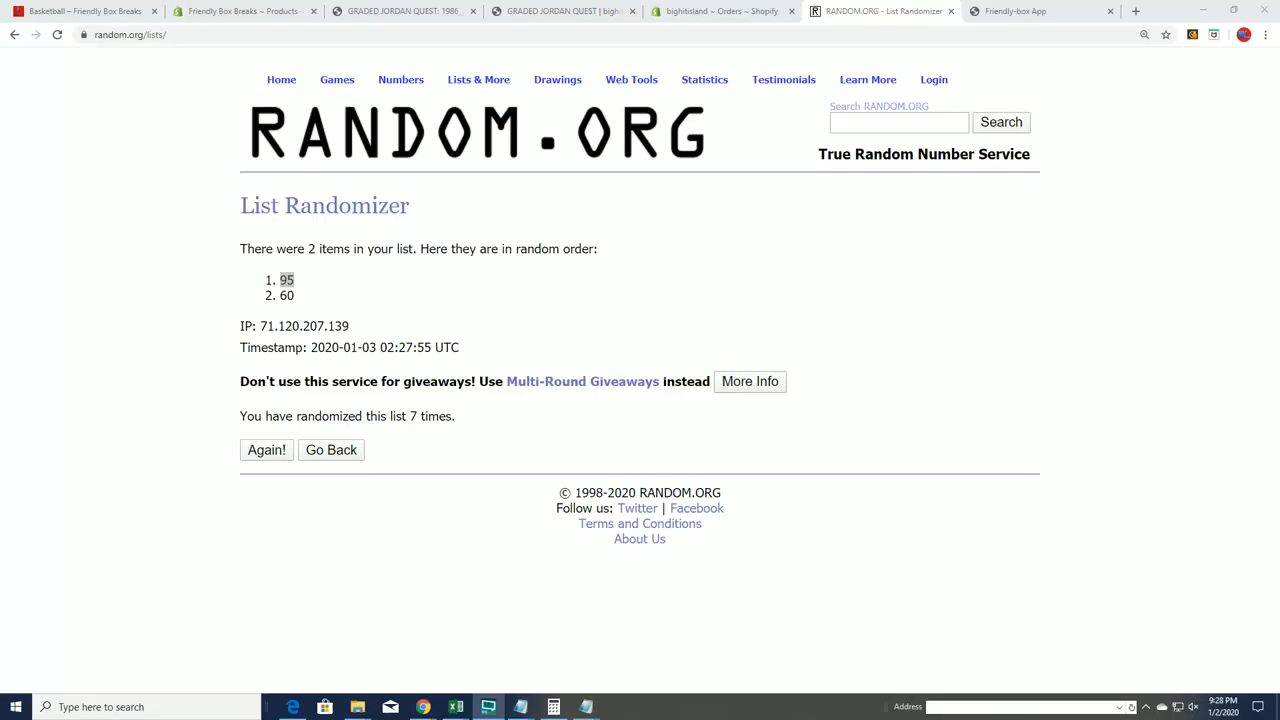 Basketball – Friendly Box Breaks
Friendly Box Breaks ~ Products ~
GRADED JORDAN QUEST: 1986_
GRADED JORDAN QUEST | bigh
bighitisland ~ Orders ~ Shopify
RANDOM.ORG - List Randomizer
Friendly-box App
random.org/lists/
Home Games Numbers Lists & More Drawings Web Tools Statistics Testimonials Learn More Login
RANDOM.ORG
Search RANDOM.ORG
Search
True Random Number Service
List Randomizer
There were 2 items in your list. Here they are in random order:
1. 95
2. 60
IP: 71.120.207.139
Timestamp: 2020-01-03 02:27:55 UTC
Don't use this service for giveaways! Use Multi-Round Giveaways instead More Info
You have randomized this list 7 times.
Again! Go Back
© 1998-2020 RANDOM.ORG
Follow us: Twitter | Facebook
Terms and Conditions
About Us
Type here to search
Address
9:28 PM
1/2/2020